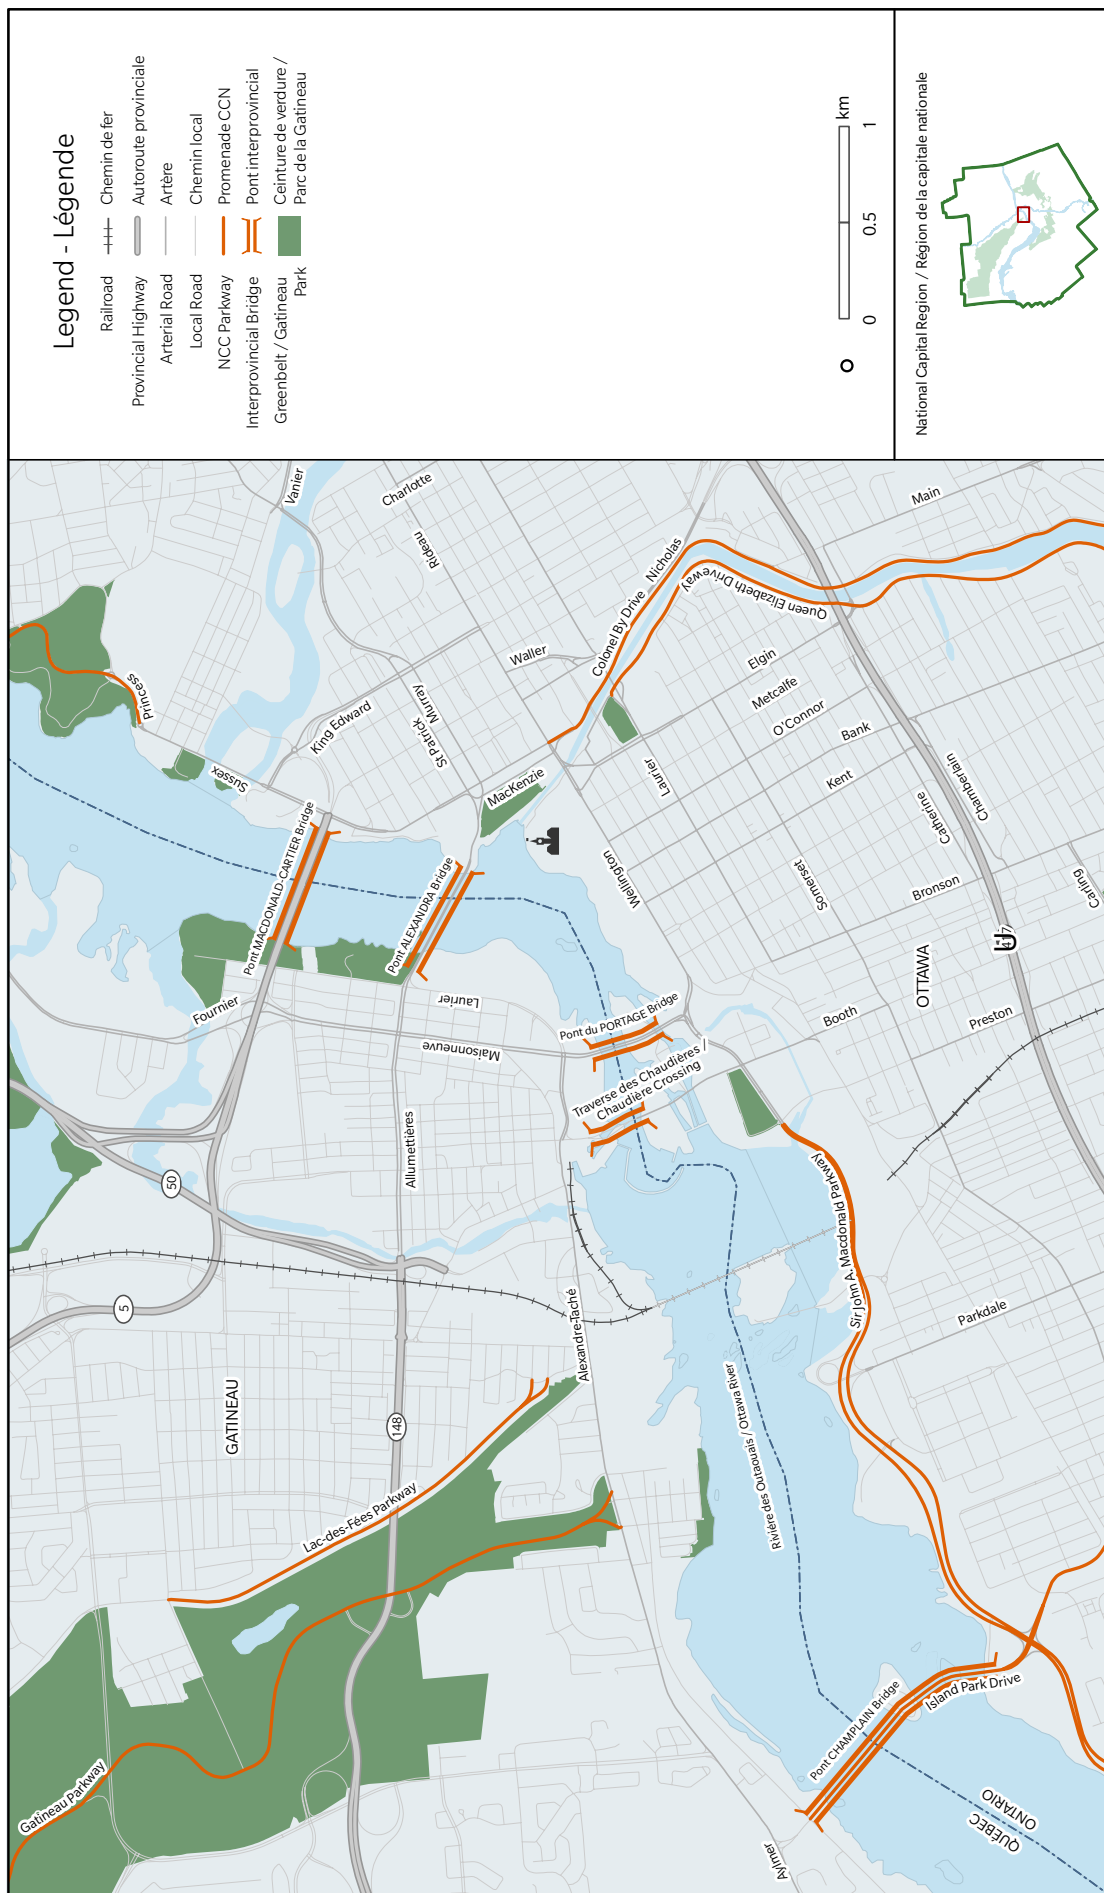 Legend - Légende
Railroad
Chemin de fer
Provincial Highway
Autoroute provinciale
Arterial Road
Artère
Local Road
Chemin local
NCC Parkway
Promenade CCN
Interprovincial Bridge
Pont interprovincial
Greenbelt / Gatineau
Park
Ceinture de verdure /
Parc de la Gatineau
0
0.5
1
km
National Capital Region / Région de la capitale nationale
Gatineau Parkway
Lac-des-Fées Parkway
GATINEAU
5
50
148
Allumettières
Alexandre-Taché
Fournier
Maisonneuve
Laurier
Pont MACDONALD-CARTIER Bridge
Pont ALEXANDRA Bridge
Pont du PORTAGE Bridge
Traverse des Chaudières /
Chaudière Crossing
Pont CHAMPLAIN Bridge
Island Park Drive
Aylmer
QUÉBEC
ONTARIO
Rivière des Outaouais / Ottawa River
Sir John A. Macdonald Parkway
Parkdale
Princess
Sussex
King Edward
St Patrick
Murray
MacKenzie
Vanier
Charlotte
Rideau
Waller
Colonel By Drive
Nicholas
Queen Elizabeth Driveway
Main
Elgin
Metcalfe
O'Connor
Bank
Kent
Laurier
Wellington
Somerset
Catherine
Chamberlain
Bronson
Carling
417
OTTAWA
Booth
Preston